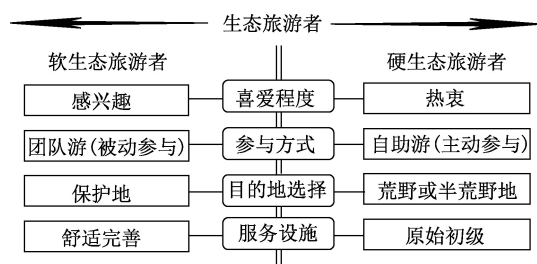 生态旅游者
软生态旅游者 硬生态旅游者
感兴趣 喜爱程度 热衷
团队游(被动参与) 参与方式 自助游(主动参与)
保护地 目的地选择 荒野或半荒野地
舒适完善 服务设施 原始初级